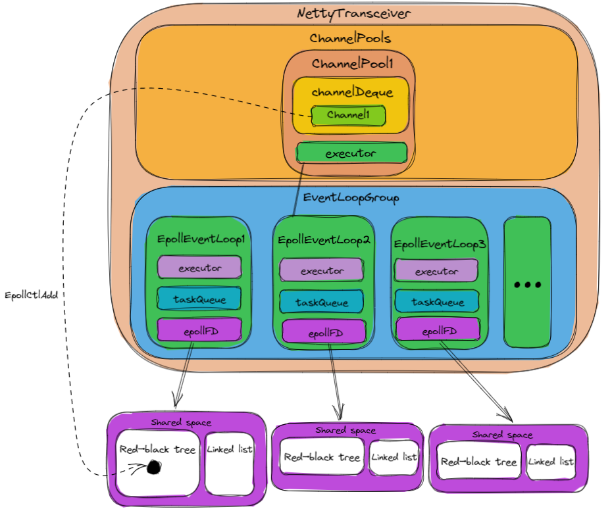 NettyTransceiver
ChannelPools
ChannelPool1
channelDeque
Channel1
executor
EventLoopGroup
EpollEventLoop1
executor
taskQueue
epollFD
EpollEventLoop2
executor
taskQueue
epollFD
EpollEventLoop3
executor
taskQueue
epollFD
...
EpollCtlAdd
Shared space
Red-black tree
Linked list
Shared space
Red-black tree
Linked list
Shared space
Red-black tree
Linked list